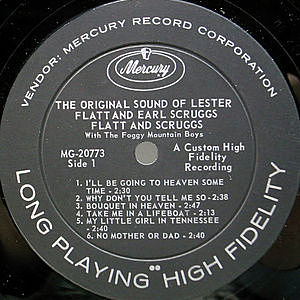 VENDOR: MERCURY RECORD CORPORATION
Mercury
THE ORIGINAL SOUND OF LESTER
FLATT AND EARL SCRUGGS
FLATT AND SCRUGGS
With The Foggy Mountain Boys
MG-20773
Side 1
A Custom High
Fidelity
Recording
1. I'LL BE GOING TO HEAVEN SOME
TIME - 2:30
2. WHY DON'T YOU TELL ME SO - 2:38
3. BOUQUET IN HEAVEN - 2:40
4. TAKE ME IN A LIFEBOAT - 2:13
5. MY LITTLE GIRL IN TENNESSEE
- 2:40
6. NO MOTHER OR DAD - 2:40
LONG PLAYING HIGH FIDELITY